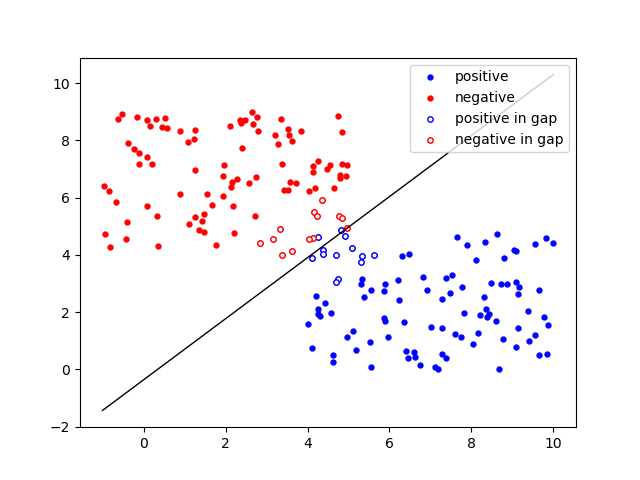 positive
negative
positive in gap
negative in gap
10
8
6
4
2
0
−2
0 2 4 6 8 10